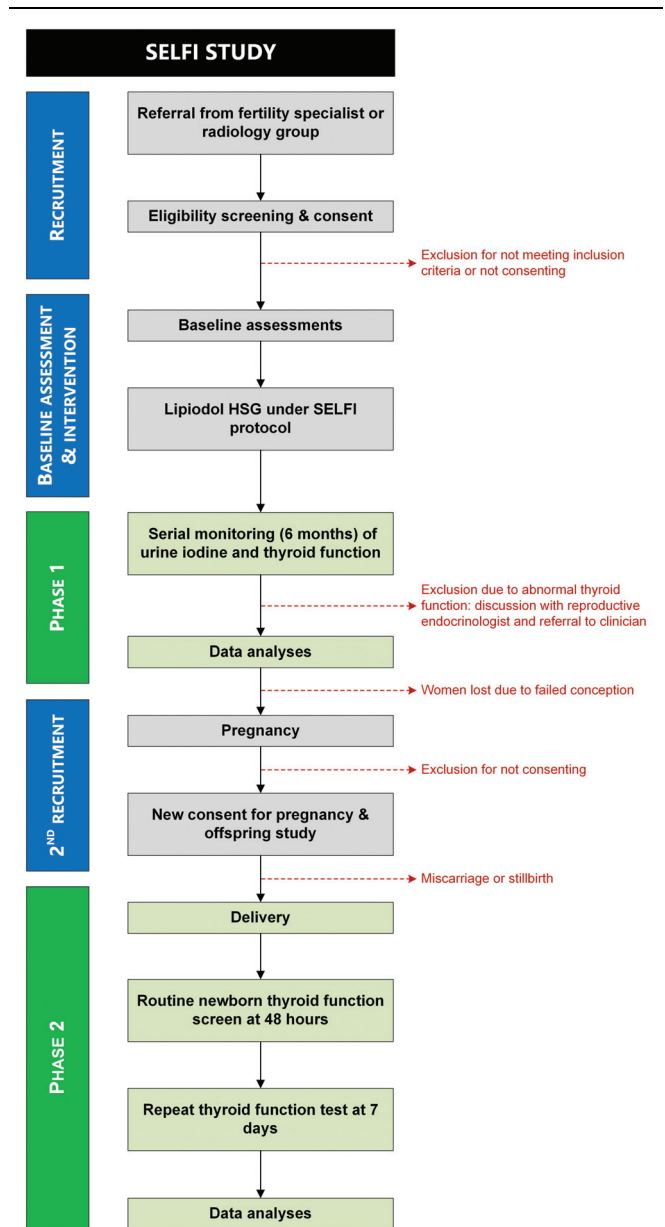 SELFI STUDY
RECRUITMENT
Referral from fertility specialist or
radiology group
Eligibility screening & consent
Exclusion for not meeting inclusion
criteria or not consenting
BASELINE ASSESSMENT
& INTERVENTION
Baseline assessments
Lipiodol HSG under SELFI
protocol
PHASE 1
Serial monitoring (6 months) of
urine iodine and thyroid function
Exclusion due to abnormal thyroid
function: discussion with reproductive
endocrinologist and referral to clinician
Data analyses
Women lost due to failed conception
2ND RECRUITMENT
Pregnancy
Exclusion for not consenting
New consent for pregnancy &
offspring study
Miscarriage or stillbirth
PHASE 2
Delivery
Routine newborn thyroid function
screen at 48 hours
Repeat thyroid function test at 7
days
Data analyses